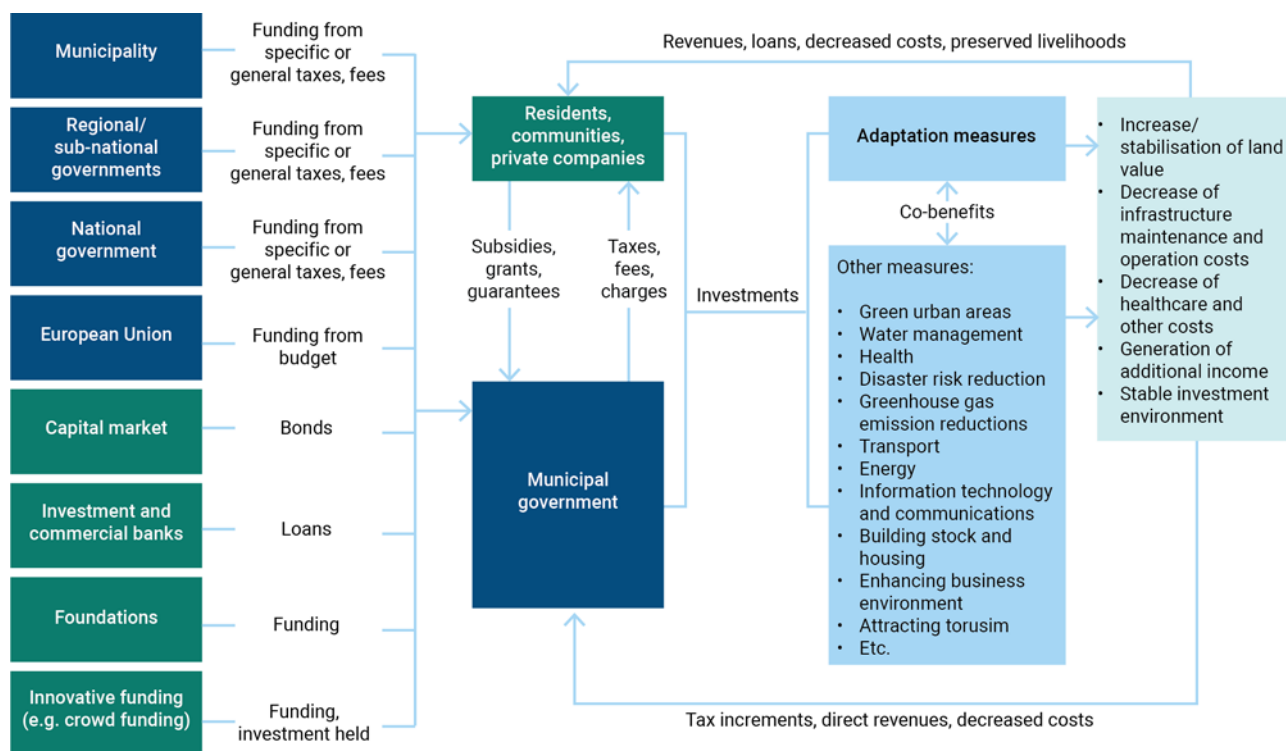 Municipality
Funding from
specific or
general taxes, fees
Regional/
sub-national
governments
Funding from
specific or
general taxes, fees
National
government
Funding from
specific or
general taxes, fees
European Union
Funding from
budget
Capital market
Bonds
Investment and
commercial banks
Loans
Foundations
Funding
Innovative funding
(e.g. crowd funding)
Funding,
investment held
Revenues, loans, decreased costs, preserved livelihoods
Residents,
communities,
private companies
Subsidies,
grants,
guarantees
Taxes,
fees,
charges
Municipal
government
Investments
Adaptation measures
Co-benefits
Other measures:
• Green urban areas
• Water management
• Health
• Disaster risk reduction
• Greenhouse gas
emission reductions
• Transport
• Energy
• Information technology
and communications
• Building stock and
housing
• Enhancing business
environment
• Attracting torusim
• Etc.
• Increase/
stabilisation of land
value
• Decrease of
infrastructure
maintenance and
operation costs
• Decrease of
healthcare and
other costs
• Generation of
additional income
• Stable investment
environment
Tax increments, direct revenues, decreased costs